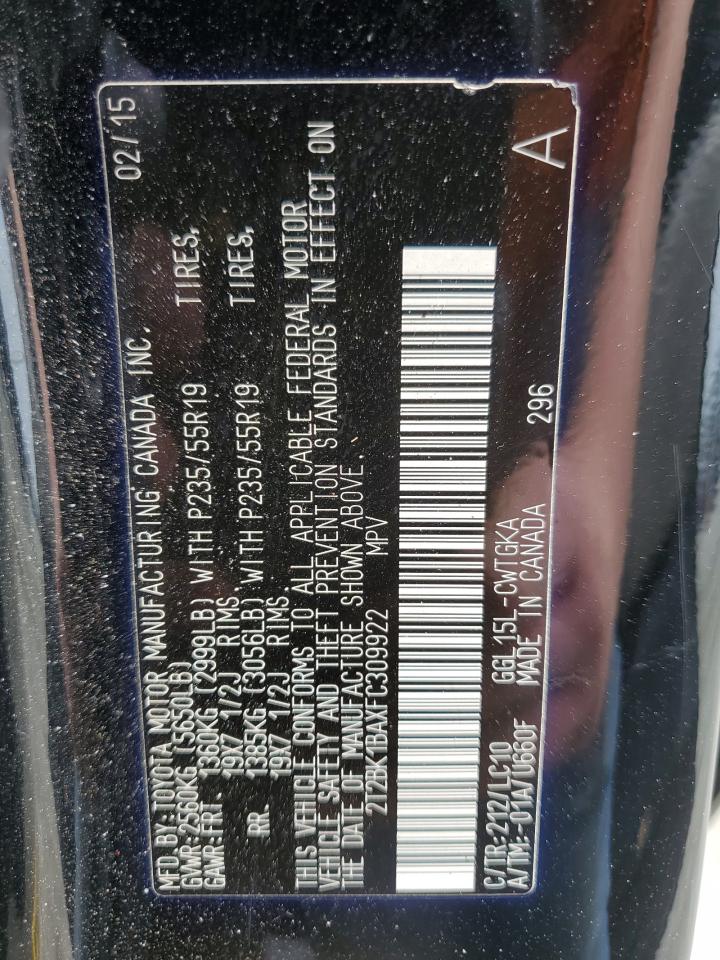 MFD.BY:TOYOTA MOTOR MANUFACTURING CANADA INC. 02/15
GVWR:2560KG (5650LB)
GAWR:FRT 1360KG (2999LB) WITH P235/55R19 TIRES,
19X7 1/2J RIMS
RR 1385KG (3056LB) WITH P235/55R19 TIRES,
19X7 1/2J RIMS
THIS VEHICLE CONFORMS TO ALL APPLICABLE FEDERAL MOTOR
VEHICLE SAFETY AND THEFT PREVENTION STANDARDS IN EFFECT ON
THE DATE OF MANUFACTURE SHOWN ABOVE.
2T2BK1BAXFC309922 MPV
C/TR:212/LC10 GGL15L-CWTGKA
A/TM:-01A/U660F MADE IN CANADA 296 A